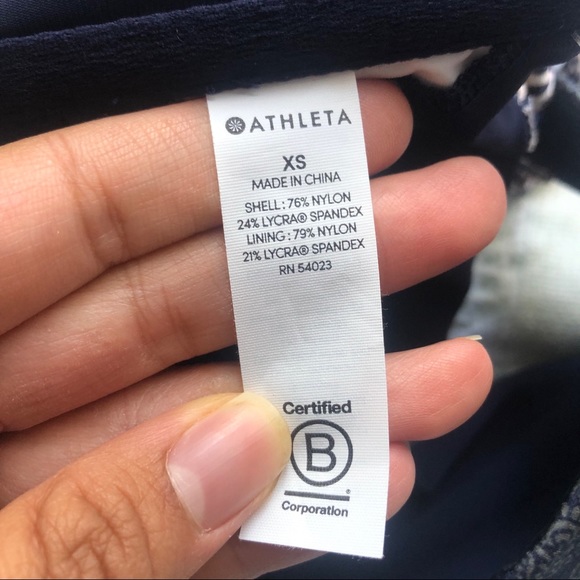 ATHLETA
XS
MADE IN CHINA
SHELL : 76% NYLON
24% LYCRA® SPANDEX
LINING : 79% NYLON
21% LYCRA® SPANDEX
RN 54023
Certified
B
®
Corporation